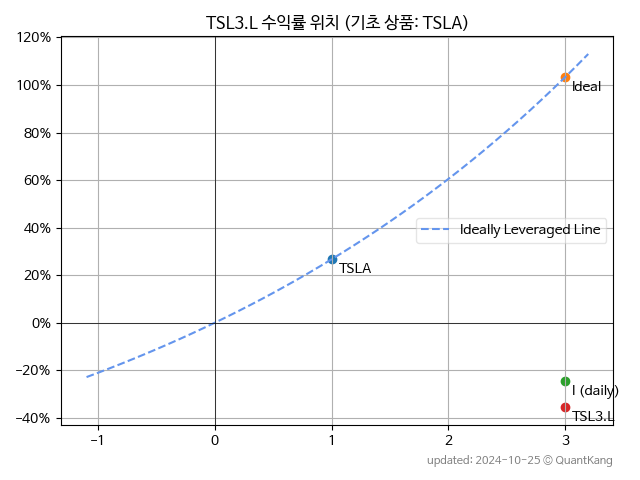 TSL3.L 수익률 위치 (기초 상품: TSLA)
120%
100%
80%
60%
40%
20%
0%
-20%
-40%
-1
0
1
2
3
Ideal
Ideally Leveraged Line
TSLA
I (daily)
TSL3.L
updated: 2024-10-25 © QuantKang